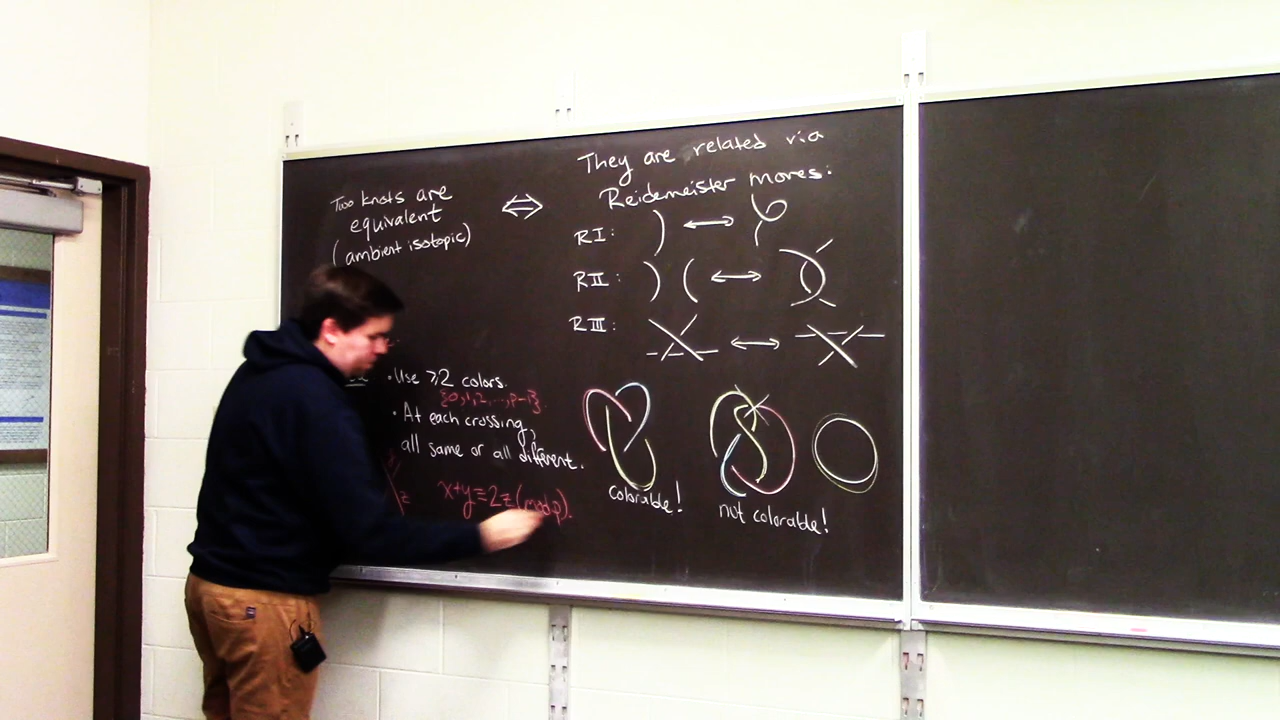 Two knots are
equivalent
(ambient isotopic)
⇔
They are related via
Reidemeister moves:
RI:
RII:
RIII:
• Use ≥2 colors.
{0,1,2,...,p-1}.
• At each crossing,
all same or all different.
z
x+y≡2z (mod p).
colorable!
not colorable!